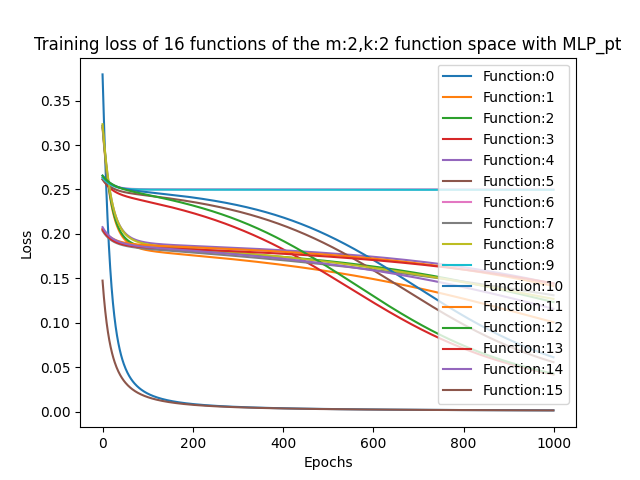 Training loss of 16 functions of the m:2,k:2 function space with MLP_pt
Loss
0.35
0.30
0.25
0.20
0.15
0.10
0.05
0.00
0
200
400
600
800
1000
Epochs
Function:0
Function:1
Function:2
Function:3
Function:4
Function:5
Function:6
Function:7
Function:8
Function:9
Function:10
Function:11
Function:12
Function:13
Function:14
Function:15